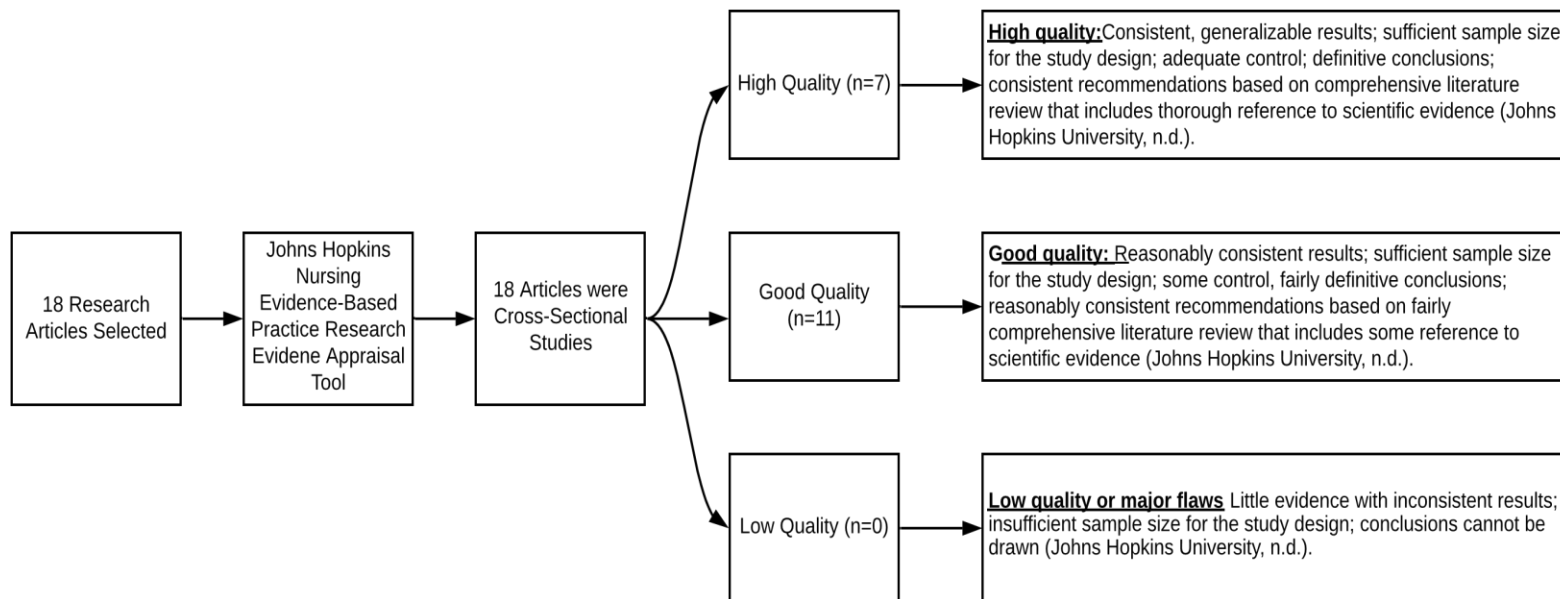 18 Research
Articles Selected
Johns Hopkins
Nursing
Evidence-Based
Practice Research
Evidene Appraisal
Tool
18 Articles were
Cross-Sectional
Studies
High Quality (n=7)
High quality:Consistent, generalizable results; sufficient sample size
for the study design; adequate control; definitive conclusions;
consistent recommendations based on comprehensive literature
review that includes thorough reference to scientific evidence (Johns
Hopkins University, n.d.).
Good Quality
(n=11)
Good quality: Reasonably consistent results; sufficient sample size
for the study design; some control, fairly definitive conclusions;
reasonably consistent recommendations based on fairly
comprehensive literature review that includes some reference to
scientific evidence (Johns Hopkins University, n.d.).
Low Quality (n=0)
Low quality or major flaws Little evidence with inconsistent results;
insufficient sample size for the study design; conclusions cannot be
drawn (Johns Hopkins University, n.d.).